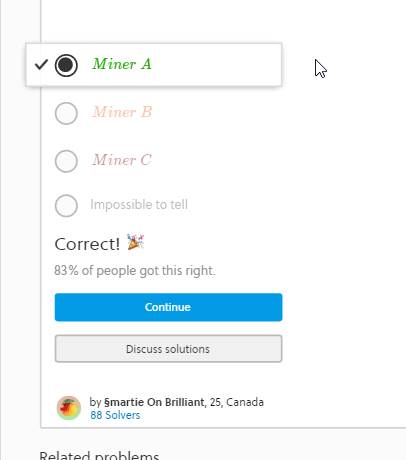 Miner A
Miner B
Miner C
Impossible to tell
Correct! 🎉
83% of people got this right.
Continue
Discuss solutions
by §martie On Brilliant, 25, Canada
88 Solvers
Related problems